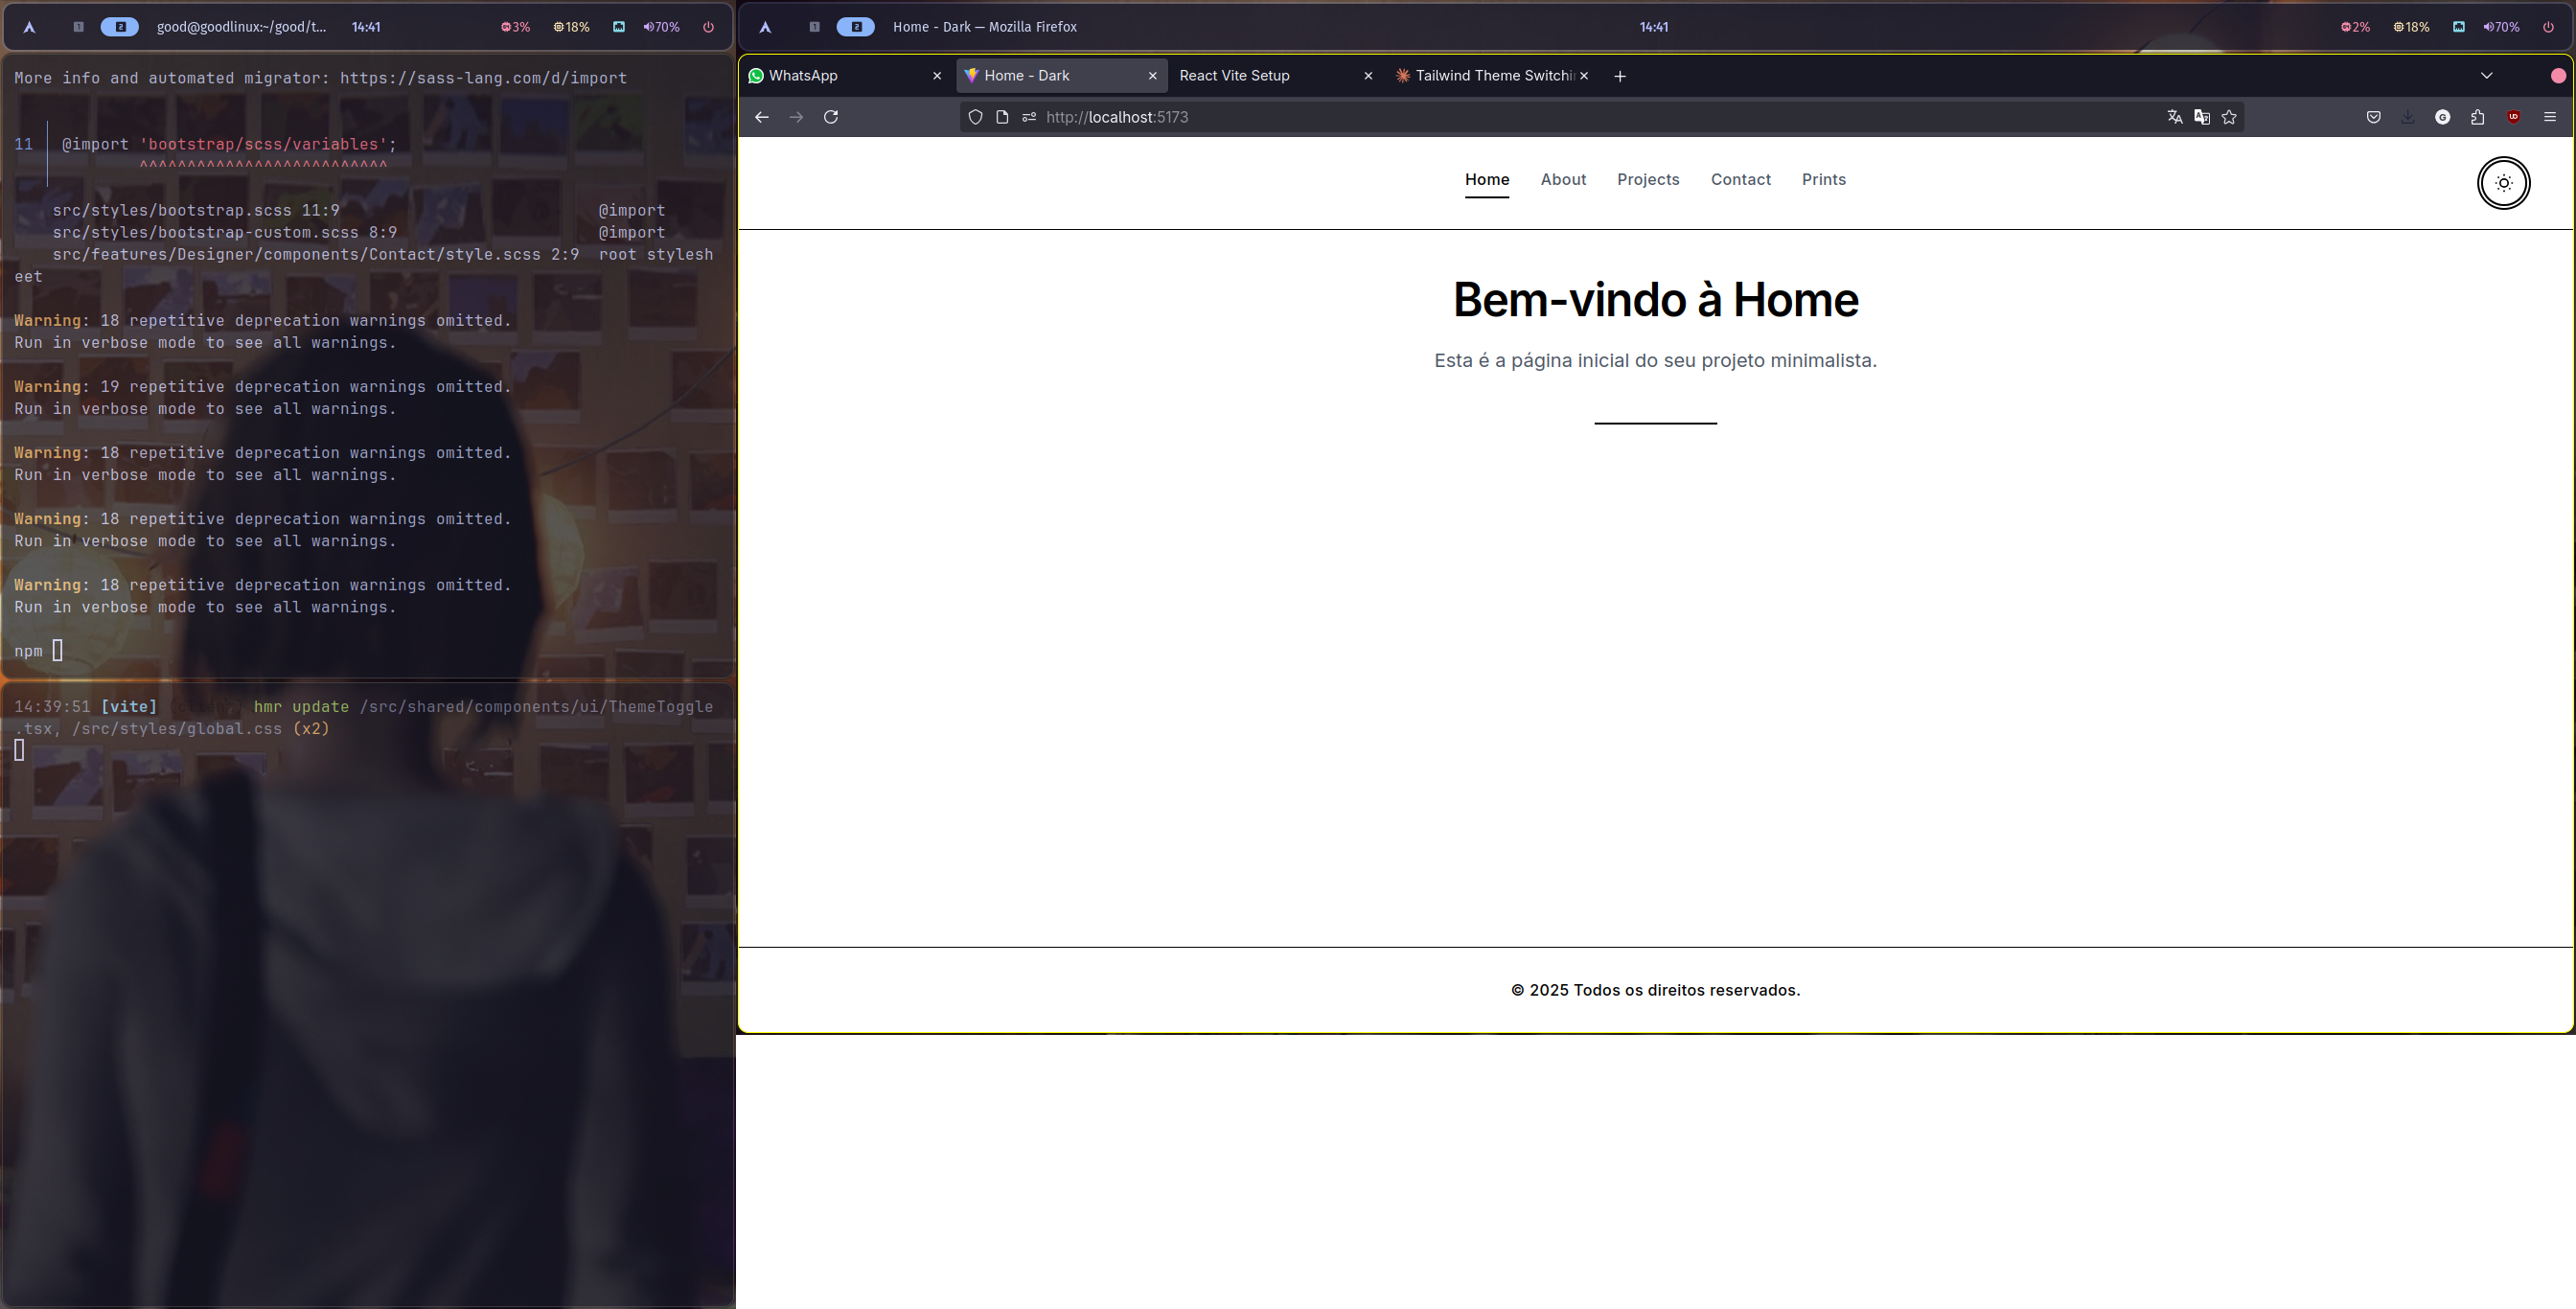 1 2 good@goodlinux:~/good/t... 14:41 3% 18% 70%
More info and automated migrator: https://sass-lang.com/d/import
11 @import 'bootstrap/scss/variables';
^^^^^^^^^^^^^^^^^^^^^^^^^^
src/styles/bootstrap.scss 11:9 @import
src/styles/bootstrap-custom.scss 8:9 @import
src/features/Designer/components/Contact/style.scss 2:9 root stylesh
eet
Warning: 18 repetitive deprecation warnings omitted.
Run in verbose mode to see all warnings.
Warning: 19 repetitive deprecation warnings omitted.
Run in verbose mode to see all warnings.
Warning: 18 repetitive deprecation warnings omitted.
Run in verbose mode to see all warnings.
Warning: 18 repetitive deprecation warnings omitted.
Run in verbose mode to see all warnings.
Warning: 18 repetitive deprecation warnings omitted.
Run in verbose mode to see all warnings.
npm
14:39:51 [vite] hmr update /src/shared/components/ui/ThemeToggle
.tsx, /src/styles/global.css (x2)
1 2 Home - Dark — Mozilla Firefox 14:41 2% 18% 70%
WhatsApp Home - Dark React Vite Setup Tailwind Theme Switchi
http://localhost:5173
Home About Projects Contact Prints
Bem-vindo à Home
Esta é a página inicial do seu projeto minimalista.
© 2025 Todos os direitos reservados.